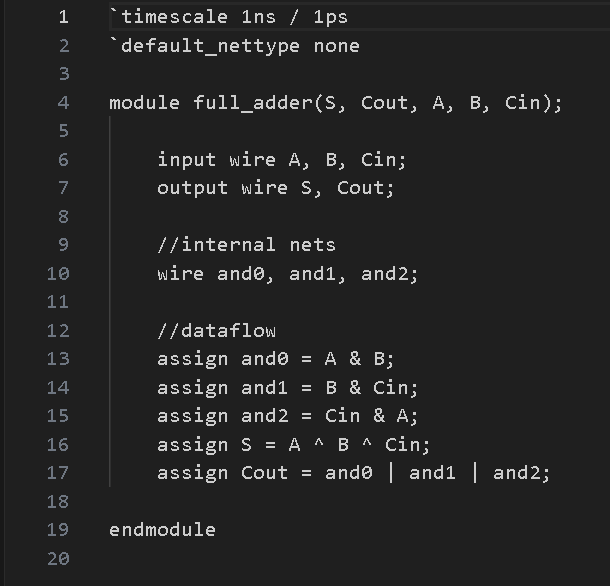 1 `timescale 1ns / 1ps
2 `default_nettype none
3
4 module full_adder(S, Cout, A, B, Cin);
5
6 input wire A, B, Cin;
7 output wire S, Cout;
8
9 //internal nets
10 wire and0, and1, and2;
11
12 //dataflow
13 assign and0 = A & B;
14 assign and1 = B & Cin;
15 assign and2 = Cin & A;
16 assign S = A ^ B ^ Cin;
17 assign Cout = and0 | and1 | and2;
18
19 endmodule
20